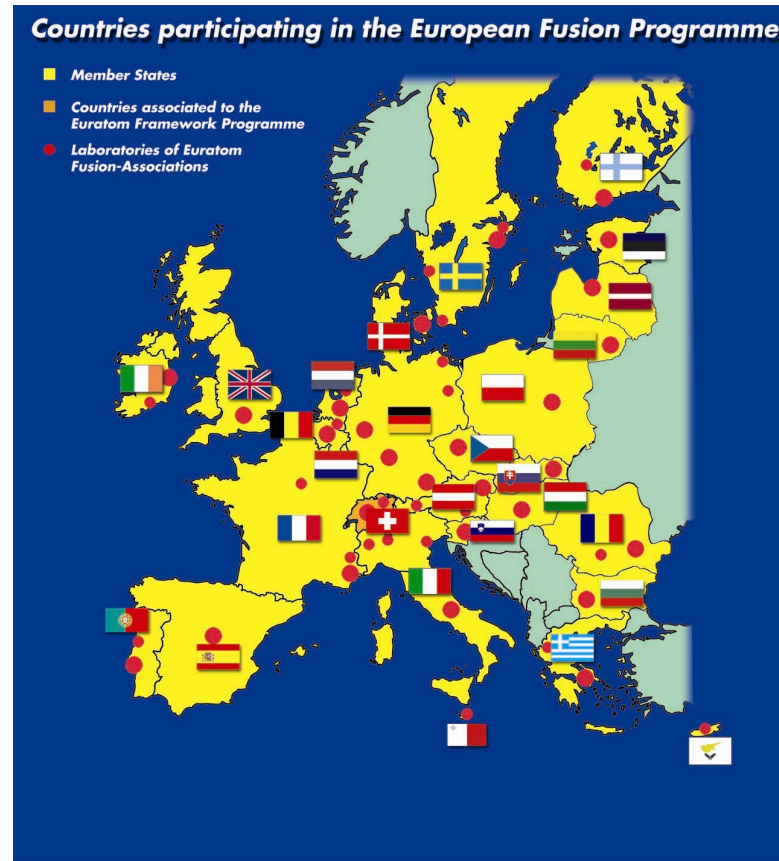 Countries participating in the European Fusion Programme
Member States
Countries associated to the
Euratom Framework Programme
Laboratories of Euratom
Fusion-Associations